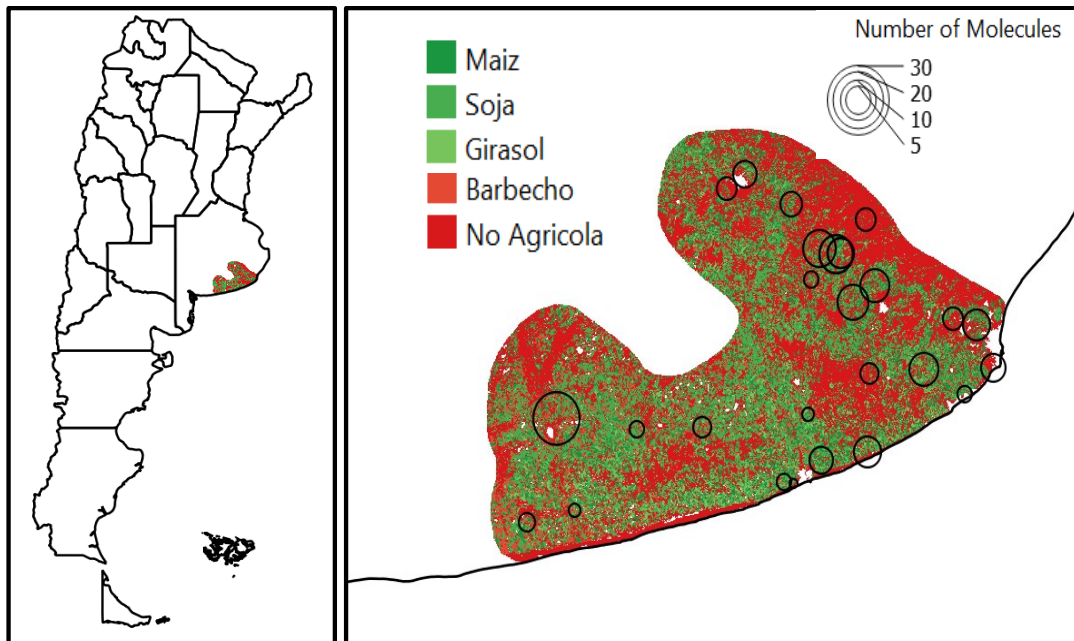 Number of Molecules
30
20
10
5
Maiz
Soja
Girasol
Barbecho
No Agricola